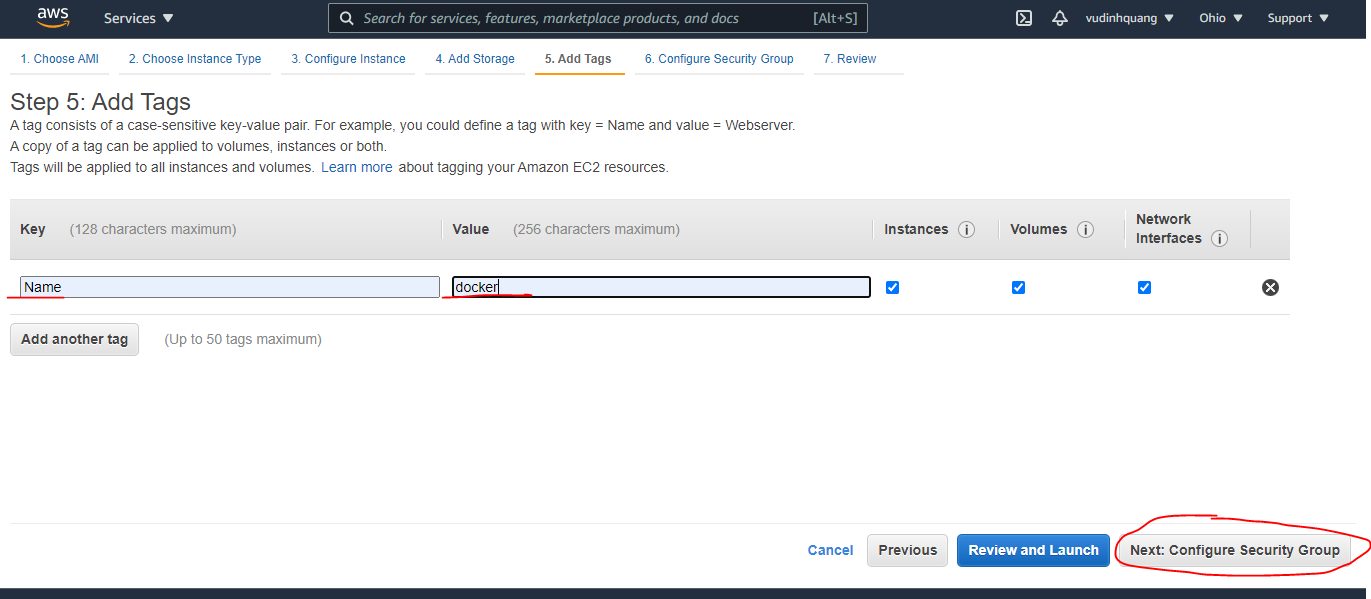 aws Services Search for services, features, marketplace products, and docs [Alt+S] vudinhquang Ohio Support
1. Choose AMI 2. Choose Instance Type 3. Configure Instance 4. Add Storage 5. Add Tags 6. Configure Security Group 7. Review
Step 5: Add Tags
A tag consists of a case-sensitive key-value pair. For example, you could define a tag with key = Name and value = Webserver.
A copy of a tag can be applied to volumes, instances or both.
Tags will be applied to all instances and volumes. Learn more about tagging your Amazon EC2 resources.
Key (128 characters maximum) Value (256 characters maximum) Instances i Volumes i Network
Interfaces i
Name docker
Add another tag (Up to 50 tags maximum)
Cancel Previous Review and Launch Next: Configure Security Group